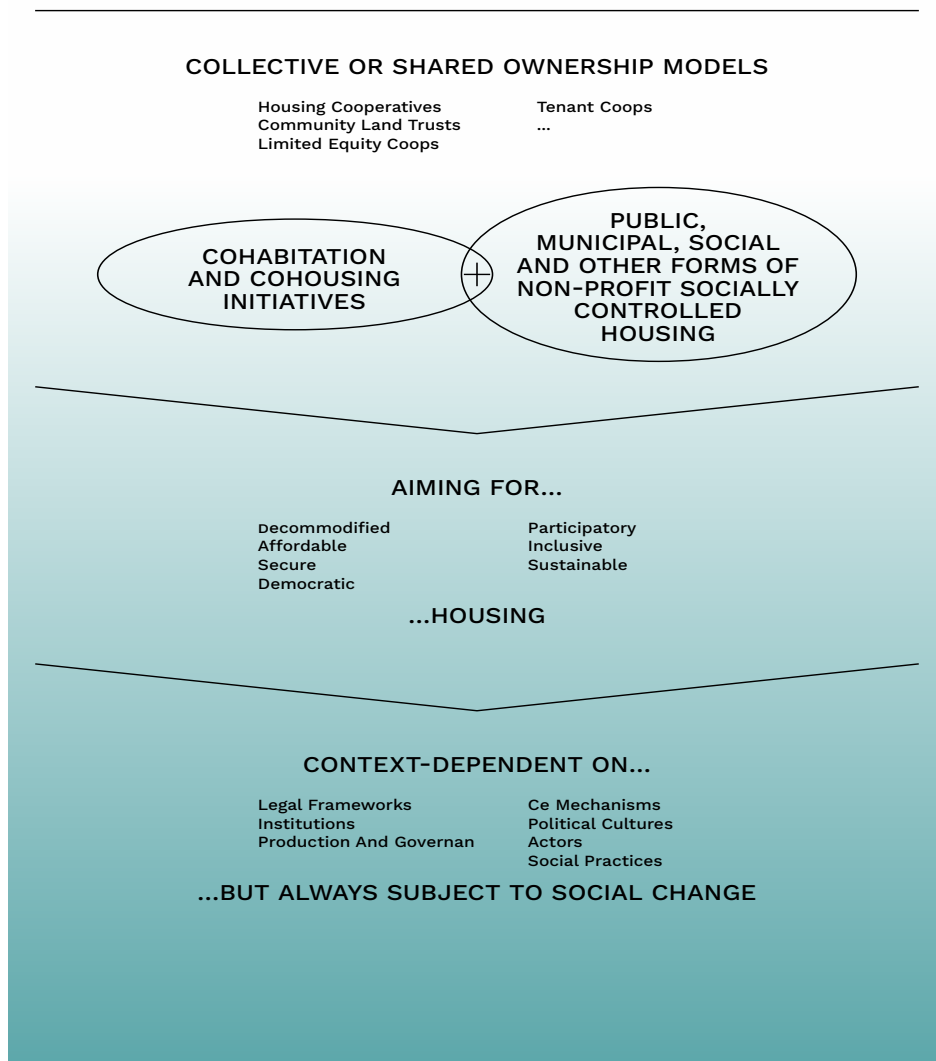 COLLECTIVE OR SHARED OWNERSHIP MODELS
Housing Cooperatives
Community Land Trusts
Limited Equity Coops
Tenant Coops
...
COHABITATION
AND COHOUSING
INITIATIVES
+
PUBLIC,
MUNICIPAL, SOCIAL
AND OTHER FORMS OF
NON-PROFIT SOCIALLY
CONTROLLED
HOUSING
AIMING FOR...
Decommodified
Affordable
Secure
Democratic
Participatory
Inclusive
Sustainable
...HOUSING
CONTEXT-DEPENDENT ON...
Legal Frameworks
Institutions
Production And Governan
Ce Mechanisms
Political Cultures
Actors
Social Practices
...BUT ALWAYS SUBJECT TO SOCIAL CHANGE